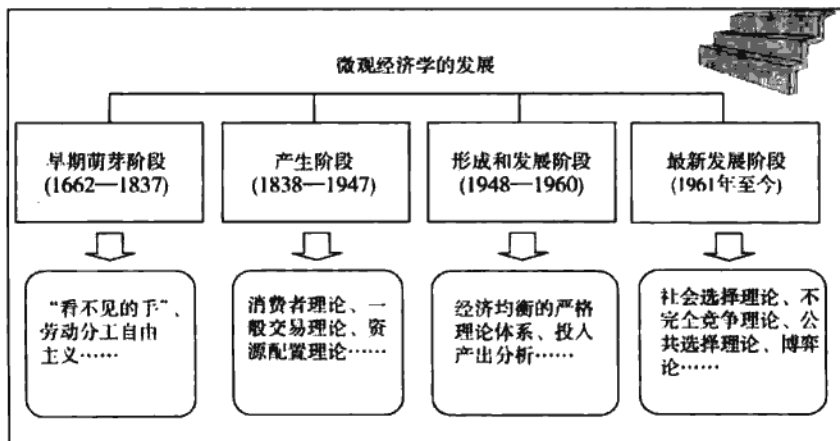 微观经济学的发展
早期萌芽阶段
(1662—1837)
产生阶段
(1838—1947)
形成和发展阶段
(1948—1960)
最新发展阶段
(1961年至今)
“看不见的手”、
劳动分工自由
主义……
消费者理论、一
般交易理论、资
源配置理论……
经济均衡的严格
理论体系、投入
产出分析……
社会选择理论、不
完全竞争理论、公
共选择理论、博弈
论……